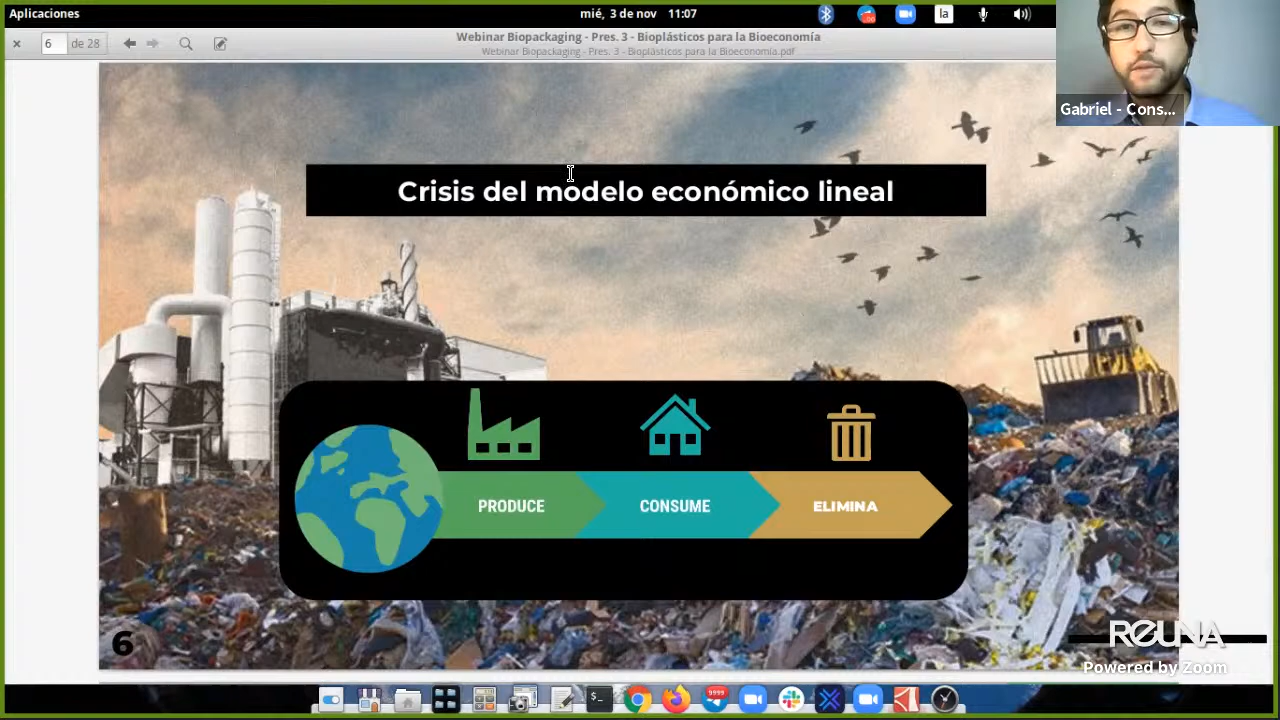 Aplicaciones
mié, 3 de nov 11:07
la
6 de 28
Webinar Biopackaging - Pres. 3 - Bioplásticos para la Bioeconomía
Webinar Biopackaging - Pres. 3 - Bioplásticos para la Bioeconomía.pdf
Gabriel - Cons...
Crisis del modelo económico lineal
PRODUCE
CONSUME
ELIMINA
6
REUNA
Powered by Zoom
9999